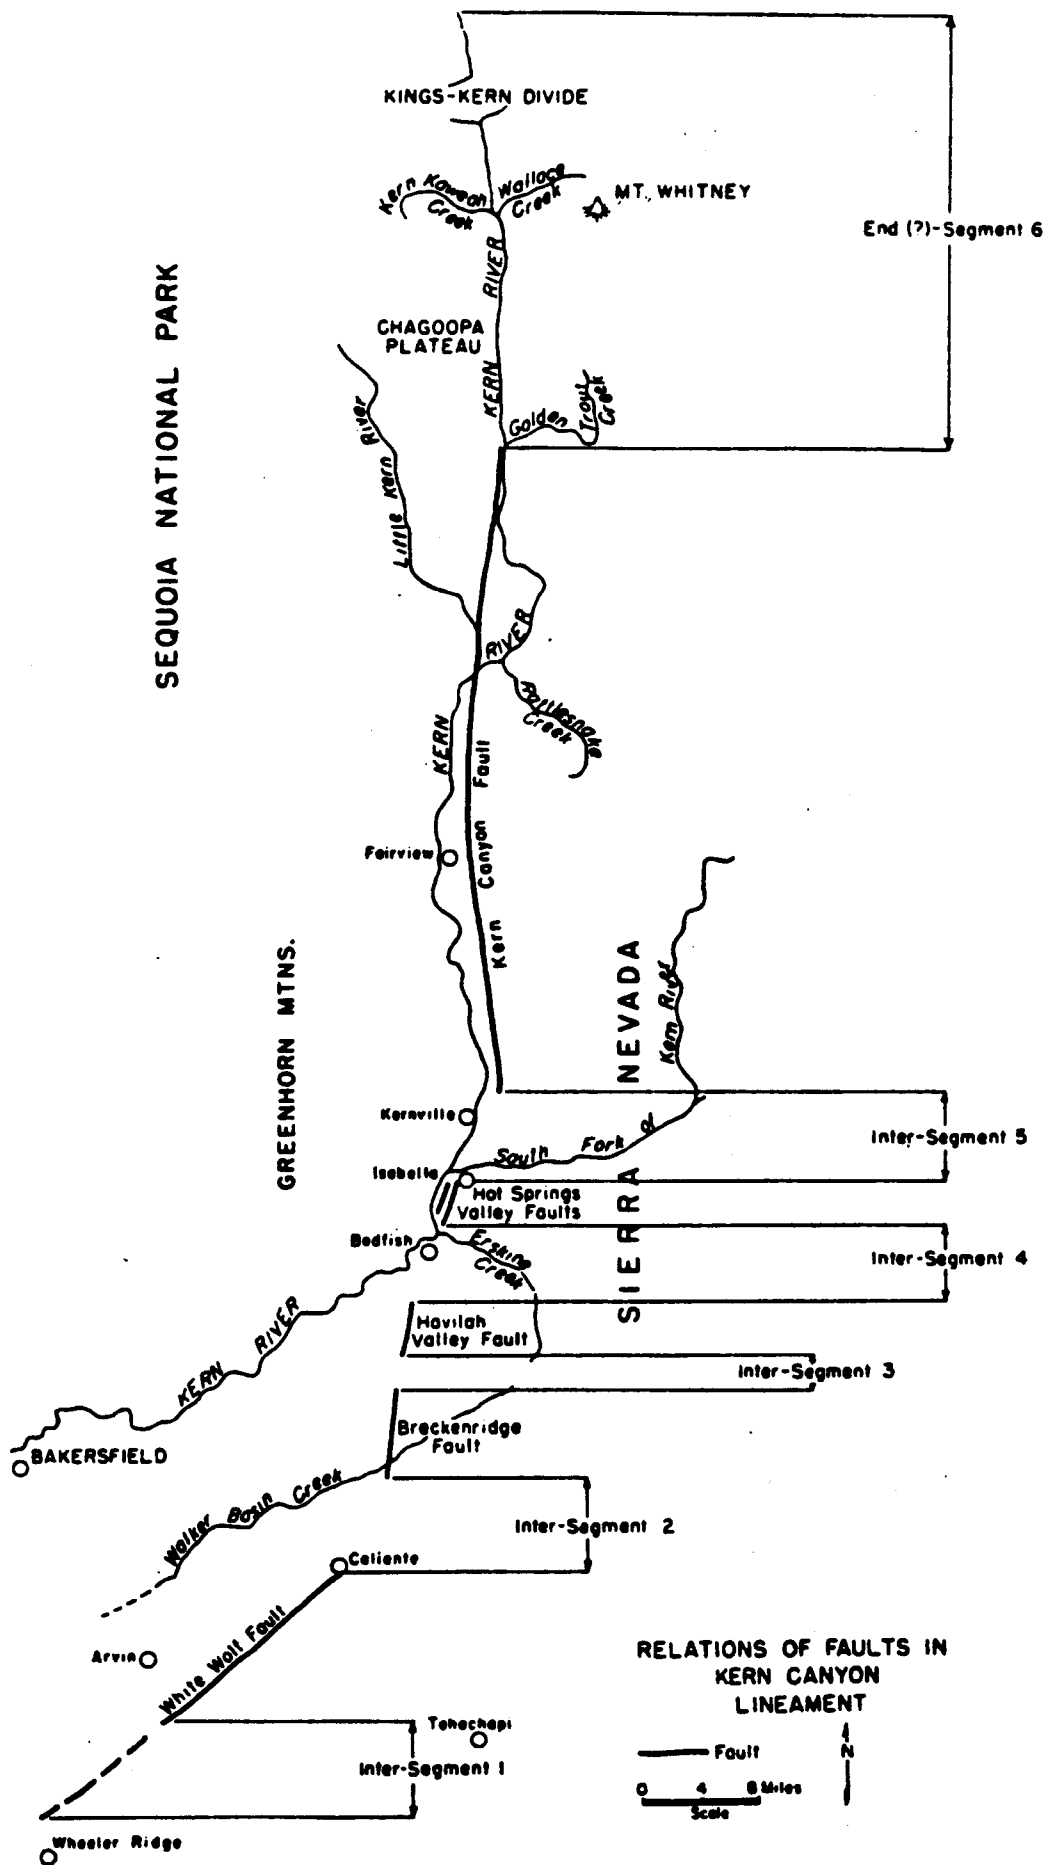 KINGS-KERN DIVIDE
Kern Kaweah
Creek
Wallace
Creek
MT. WHITNEY
End (?)-Segment 6
KERN RIVER
SEQUOIA NATIONAL PARK
CHAGOOPA
PLATEAU
Golden Trout
Creek
Little Kern River
KERN RIVER
Rattlesnake
Creek
Kern Canyon Fault
Fairview
GREENHORN MTNS.
SIERRA NEVADA
South Fork of Kern River
Kernville
Inter-Segment 5
Isabella
Hot Springs
Valley Faults
Bodfish
Erskine
Creek
Inter-Segment 4
Havilah
Valley Fault
KERN RIVER
Inter-Segment 3
Breckenridge
Fault
BAKERSFIELD
Walker Basin Creek
Inter-Segment 2
Caliente
Arvin
White Wolf Fault
RELATIONS OF FAULTS IN
KERN CANYON
LINEAMENT
Tehachapi
Fault
N
Inter-Segment 1
0 4 8 Miles
Scale
Wheeler Ridge